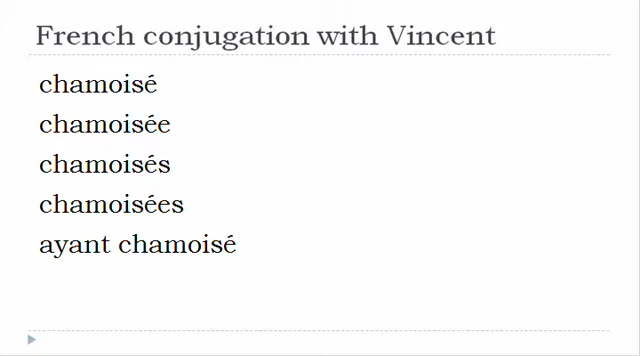 French conjugation with Vincent
chamoisé
chamoisée
chamoisés
chamoisées
ayant chamoisé